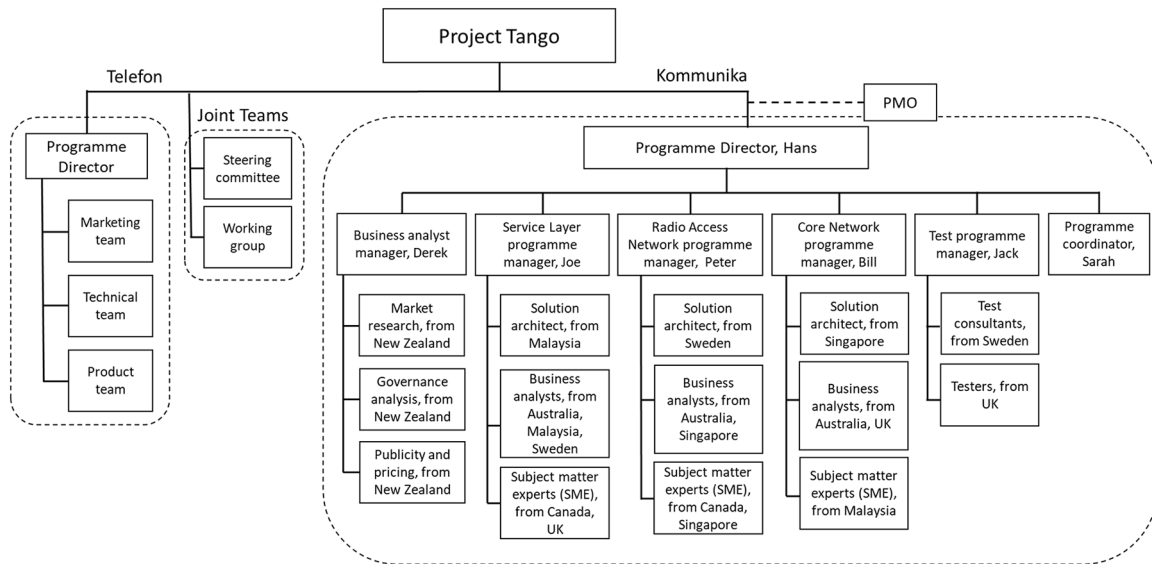 Project Tango
Telefon
Kommunika
PMO
Joint Teams
Programme
Director
Marketing
team
Technical
team
Product
team
Steering
committee
Working
group
Programme Director, Hans
Business analyst
manager, Derek
Market
research, from
New Zealand
Governance
analysis, from
New Zealand
Publicity and
pricing, from
New Zealand
Service Layer
programme
manager, Joe
Solution
architect, from
Malaysia
Business
analysts, from
Australia,
Malaysia,
Sweden
Subject matter
experts (SME),
from Canada,
UK
Radio Access
Network programme
manager, Peter
Solution
architect, from
Sweden
Business
analysts, from
Australia,
Singapore
Subject matter
experts (SME),
from Canada,
Singapore
Core Network
programme
manager, Bill
Solution
architect, from
Singapore
Business
analysts, from
Australia, UK
Subject matter
experts (SME),
from Malaysia
Test programme
manager, Jack
Test
consultants,
from Sweden
Testers, from
UK
Programme
coordinator,
Sarah